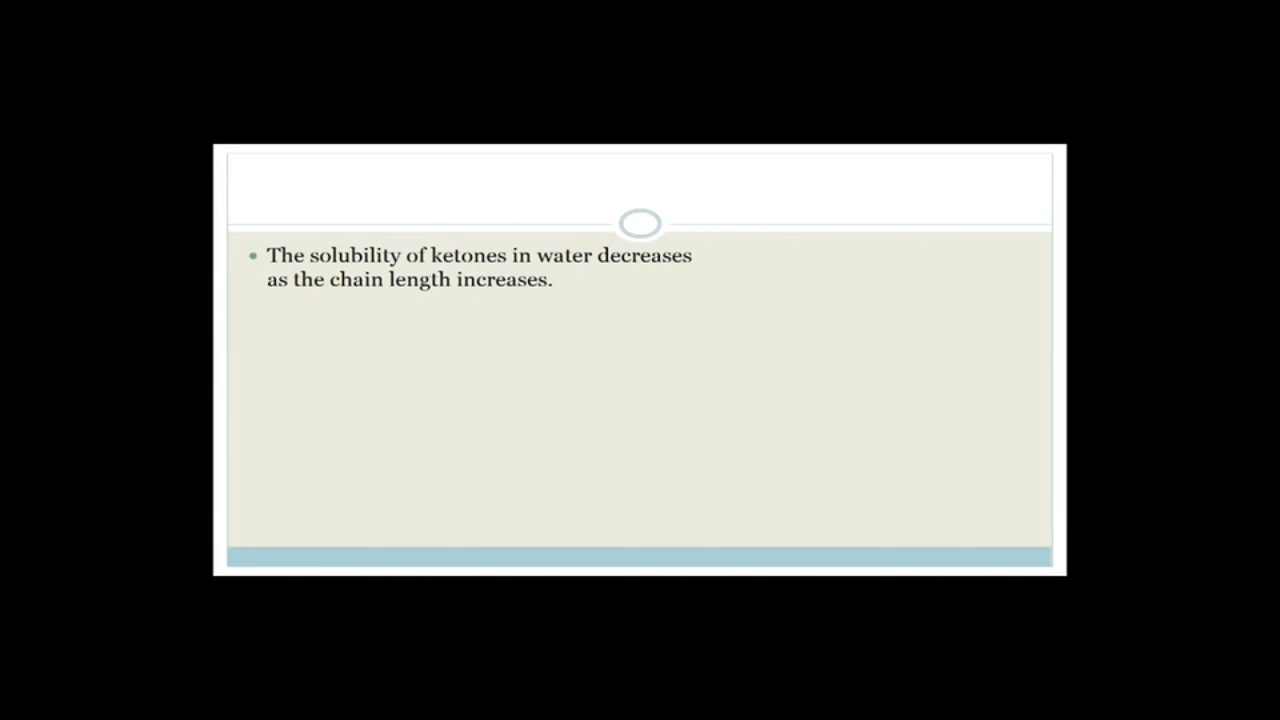 The solubility of ketones in water decreases
as the chain length increases.